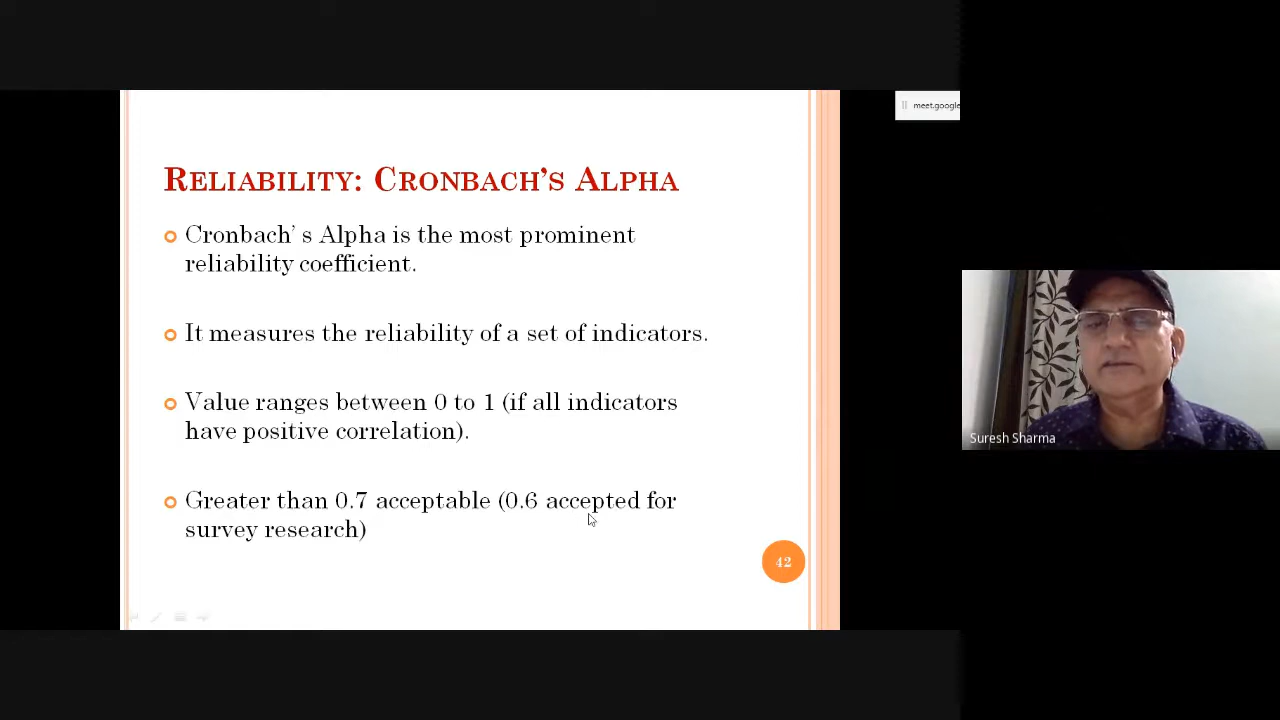 meet.google
RELIABILITY: CRONBACH'S ALPHA
Cronbach' s Alpha is the most prominent
reliability coefficient.
It measures the reliability of a set of indicators.
Value ranges between 0 to 1 (if all indicators
have positive correlation).
Greater than 0.7 acceptable (0.6 accepted for
survey research)
42
Suresh Sharma